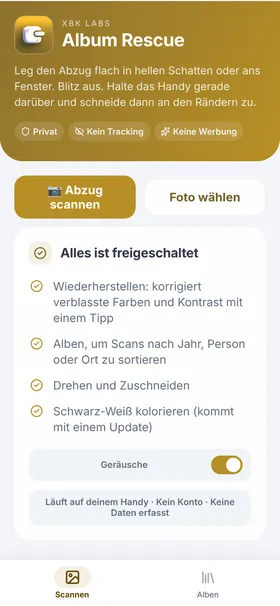 XBK LABS
Album Rescue
Leg den Abzug flach in hellen Schatten oder ans
Fenster. Blitz aus. Halte das Handy gerade
darüber und schneide dann an den Rändern zu.
Privat
Kein Tracking
Keine Werbung
📷 Abzug
scannen
Foto wählen
Alles ist freigeschaltet
Wiederherstellen: korrigiert
verblasste Farben und Kontrast mit
einem Tipp
Alben, um Scans nach Jahr, Person
oder Ort zu sortieren
Drehen und Zuschneiden
Schwarz-Weiß kolorieren (kommt
mit einem Update)
Geräusche
Läuft auf deinem Handy · Kein Konto · Keine
Daten erfasst
Scannen
Alben